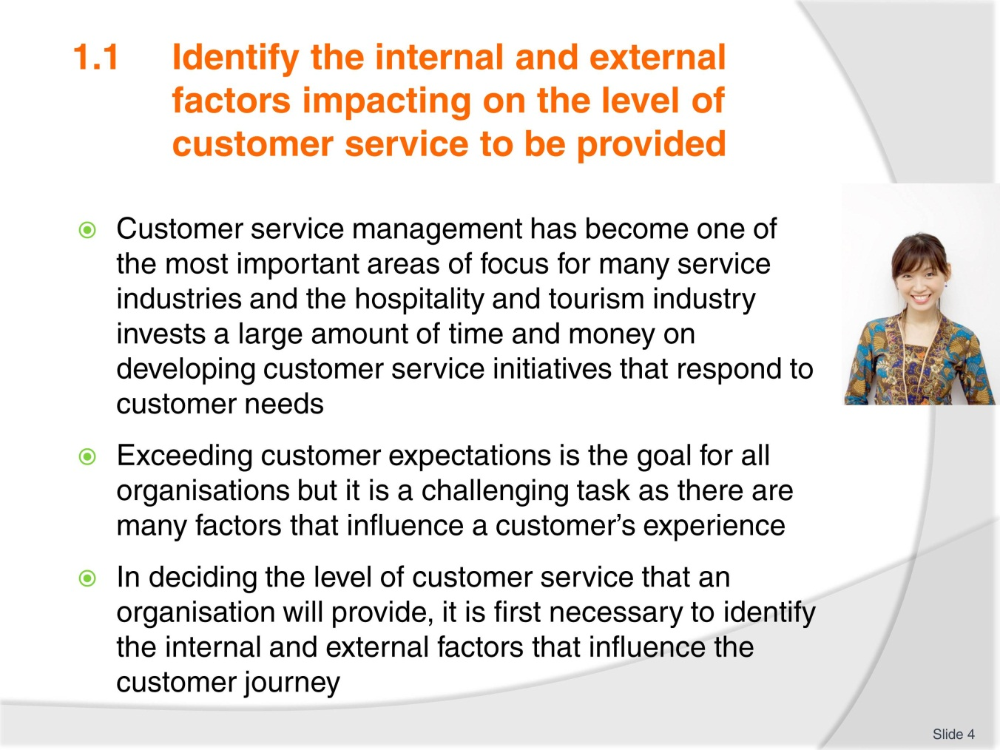 1.1 Identify the internal and external
factors impacting on the level of
customer service to be provided
Customer service management has become one of
the most important areas of focus for many service
industries and the hospitality and tourism industry
invests a large amount of time and money on
developing customer service initiatives that respond to
customer needs
Exceeding customer expectations is the goal for all
organisations but it is a challenging task as there are
many factors that influence a customer’s experience
In deciding the level of customer service that an
organisation will provide, it is first necessary to identify
the internal and external factors that influence the
customer journey
Slide 4